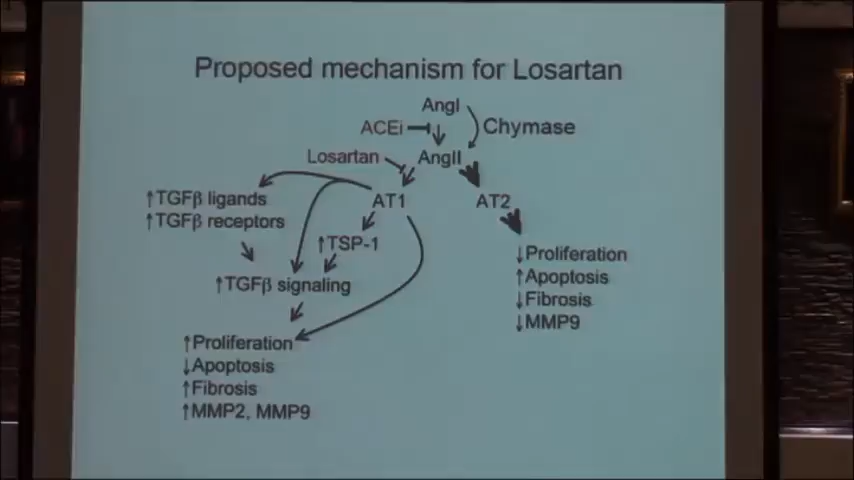 Proposed mechanism for Losartan
AngI
ACEi
Chymase
Losartan
AngII
↑TGFβ ligands
↑TGFβ receptors
AT1
AT2
↑TSP-1
↑TGFβ signaling
↓Proliferation
↑Apoptosis
↓Fibrosis
↓MMP9
↑Proliferation
↓Apoptosis
↑Fibrosis
↑MMP2, MMP9